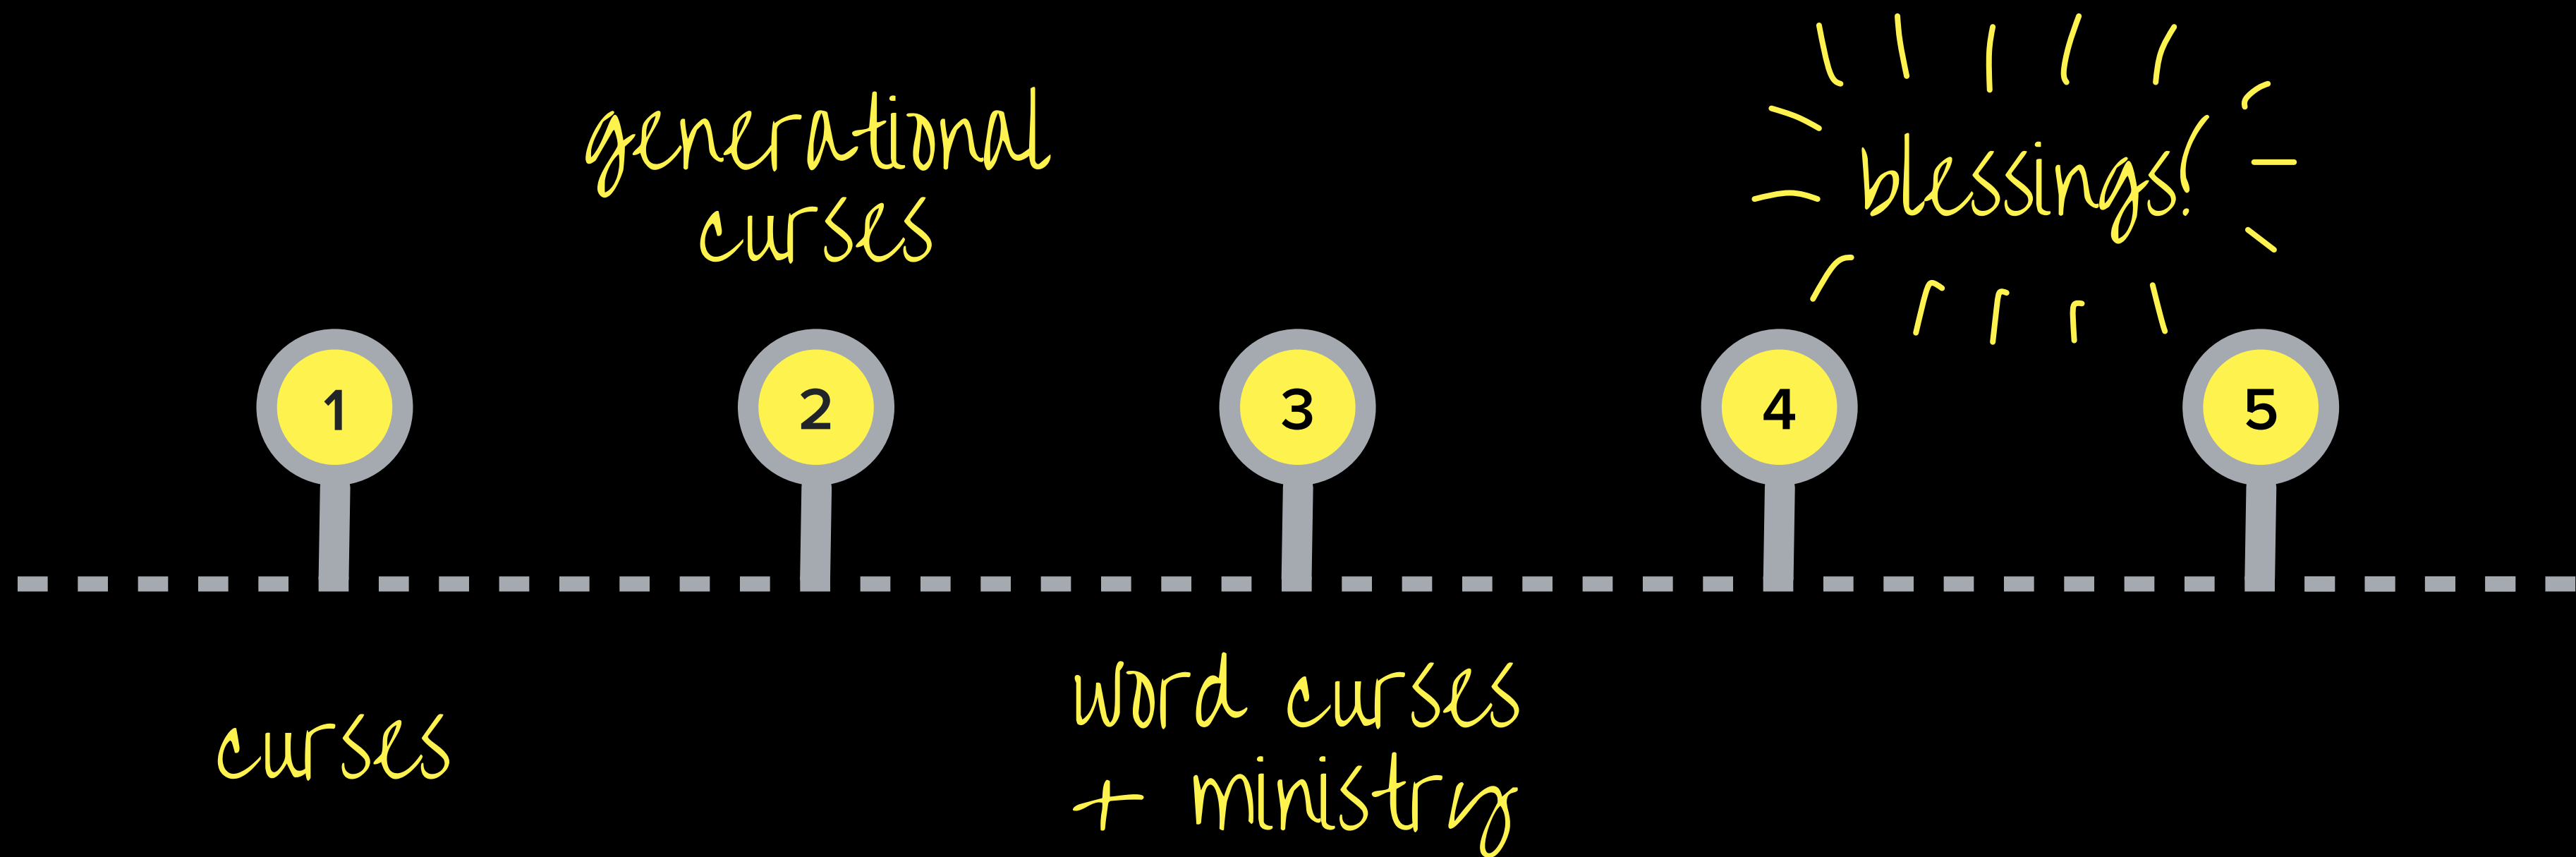 generational
curses
blessings!
1
2
3
4
5
curses
word curses
+ ministry